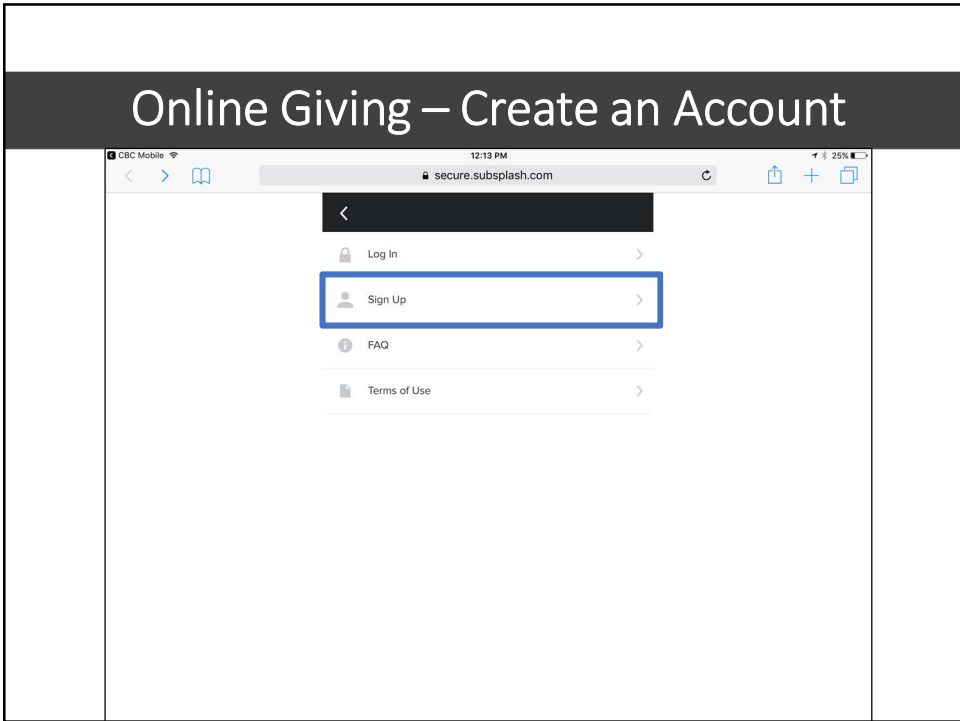 Online Giving – Create an Account
CBC Mobile 12:13 PM 25%
secure.subsplash.com
Log In
Sign Up
FAQ
Terms of Use